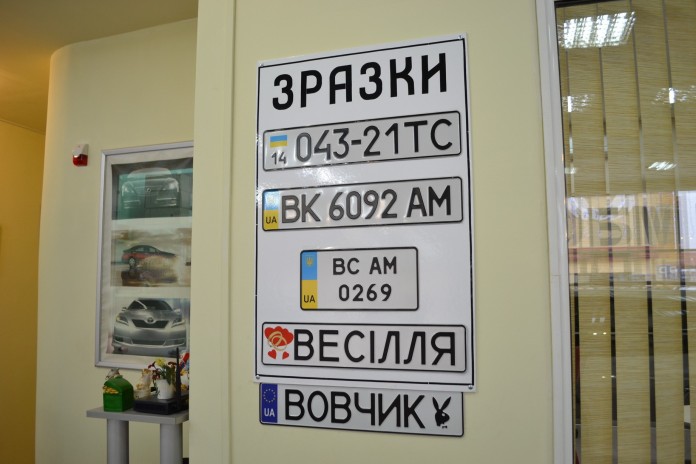 ЗРАЗКИ
14 043-21ТС
UA ВК 6092 АМ
ВС АМ
UA 0269
ВЕСІЛЛЯ
UA ВОВЧИК